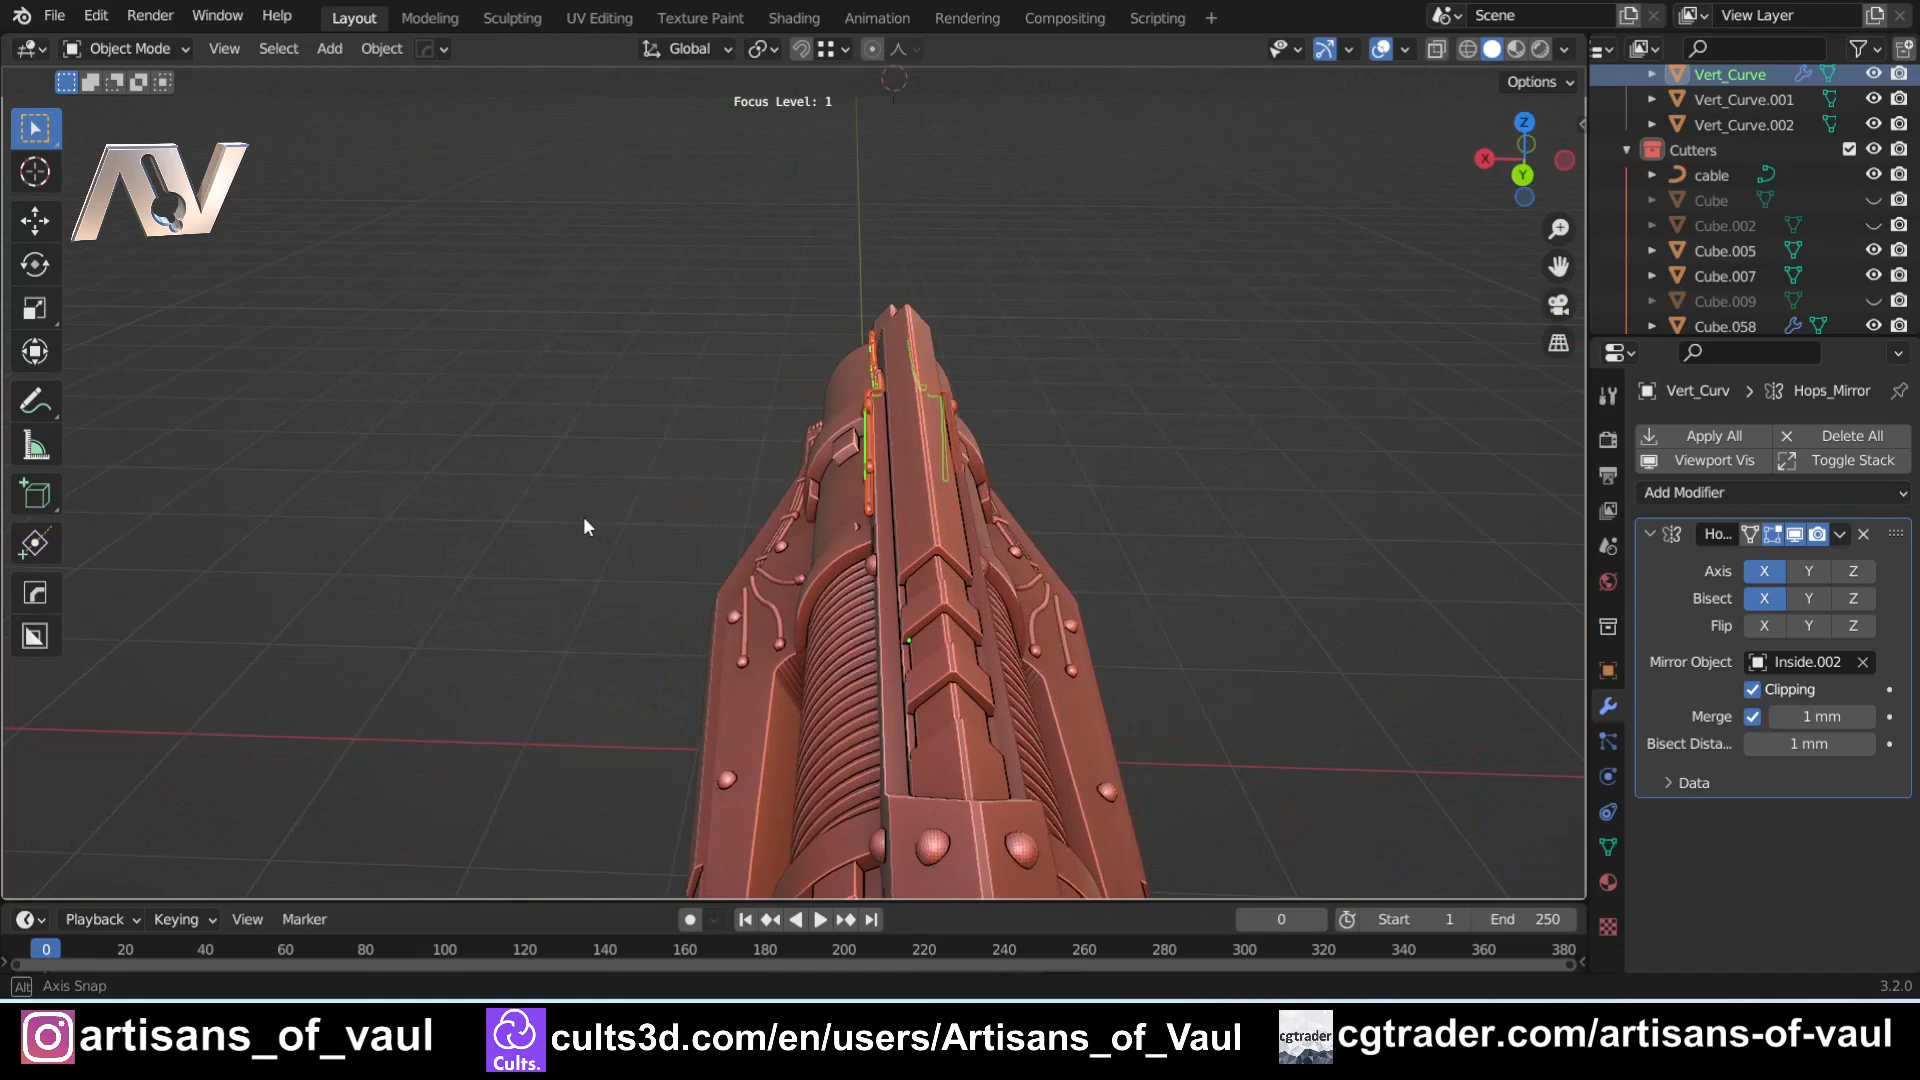 File Edit Render Window Help Layout Modeling Sculpting UV Editing Texture Paint Shading Animation Rendering Compositing Scripting + Scene View Layer
Object Mode View Select Add Object Global
Options
Focus Level: 1
AV
Z
X
Y
Vert_Curve
Vert_Curve.001
Vert_Curve.002
Cutters
cable
Cube
Cube.002
Cube.005
Cube.007
Cube.009
Cube.058
Vert_Curv > Hops_Mirror
Apply All Delete All
Viewport Vis Toggle Stack
Add Modifier
Ho...
Axis X Y Z
Bisect X Y Z
Flip X Y Z
Mirror Object Inside.002
Clipping
Merge 1 mm
Bisect Dista... 1 mm
Data
Playback Keying View Marker 0 Start 1 End 250
0 20 40 60 80 100 120 140 160 180 200 220 240 260 280 300 320 340 360 380
Alt Axis Snap 3.2.0
artisans_of_vaul Cults. cults3d.com/en/users/Artisans_of_Vaul cgtrader cgtrader.com/artisans-of-vaul